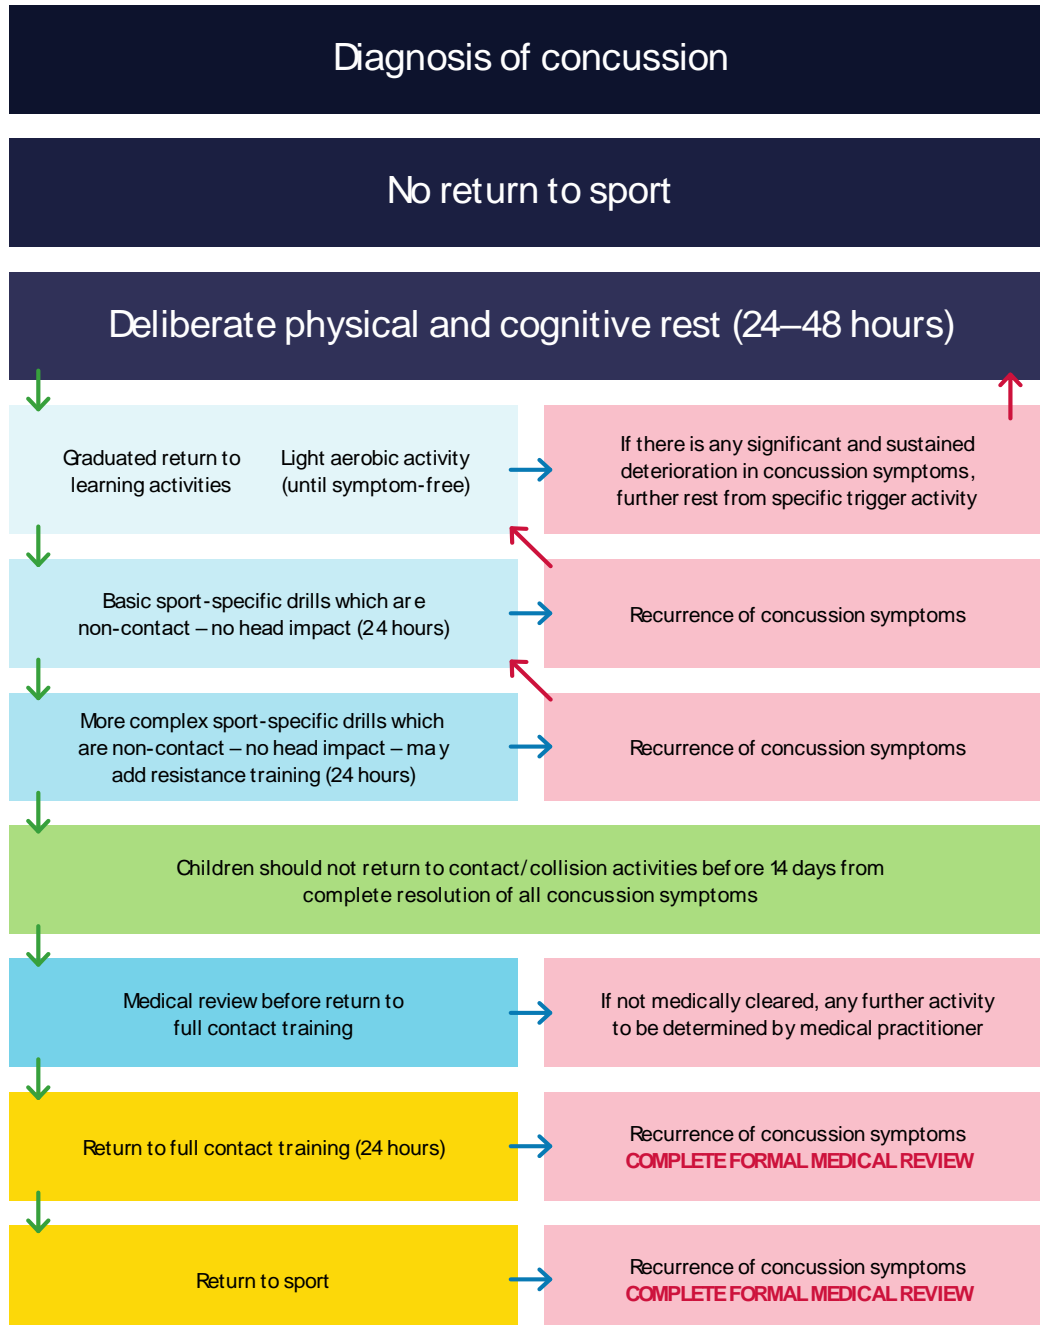 Diagnosis of concussion
No return to sport
Deliberate physical and cognitive rest (24–48 hours)
Graduated return to
learning activities
Light aerobic activity
(until symptom-free)
If there is any significant and sustained
deterioration in concussion symptoms,
further rest from specific trigger activity
Basic sport-specific drills which are
non-contact – no head impact (24 hours)
Recurrence of concussion symptoms
More complex sport-specific drills which
are non-contact – no head impact – may
add resistance training (24 hours)
Recurrence of concussion symptoms
Children should not return to contact/collision activities before 14 days from
complete resolution of all concussion symptoms
Medical review before return to
full contact training
If not medically cleared, any further activity
to be determined by medical practitioner
Return to full contact training (24 hours)
Recurrence of concussion symptoms
COMPLETE FORMAL MEDICAL REVIEW
Return to sport
Recurrence of concussion symptoms
COMPLETE FORMAL MEDICAL REVIEW